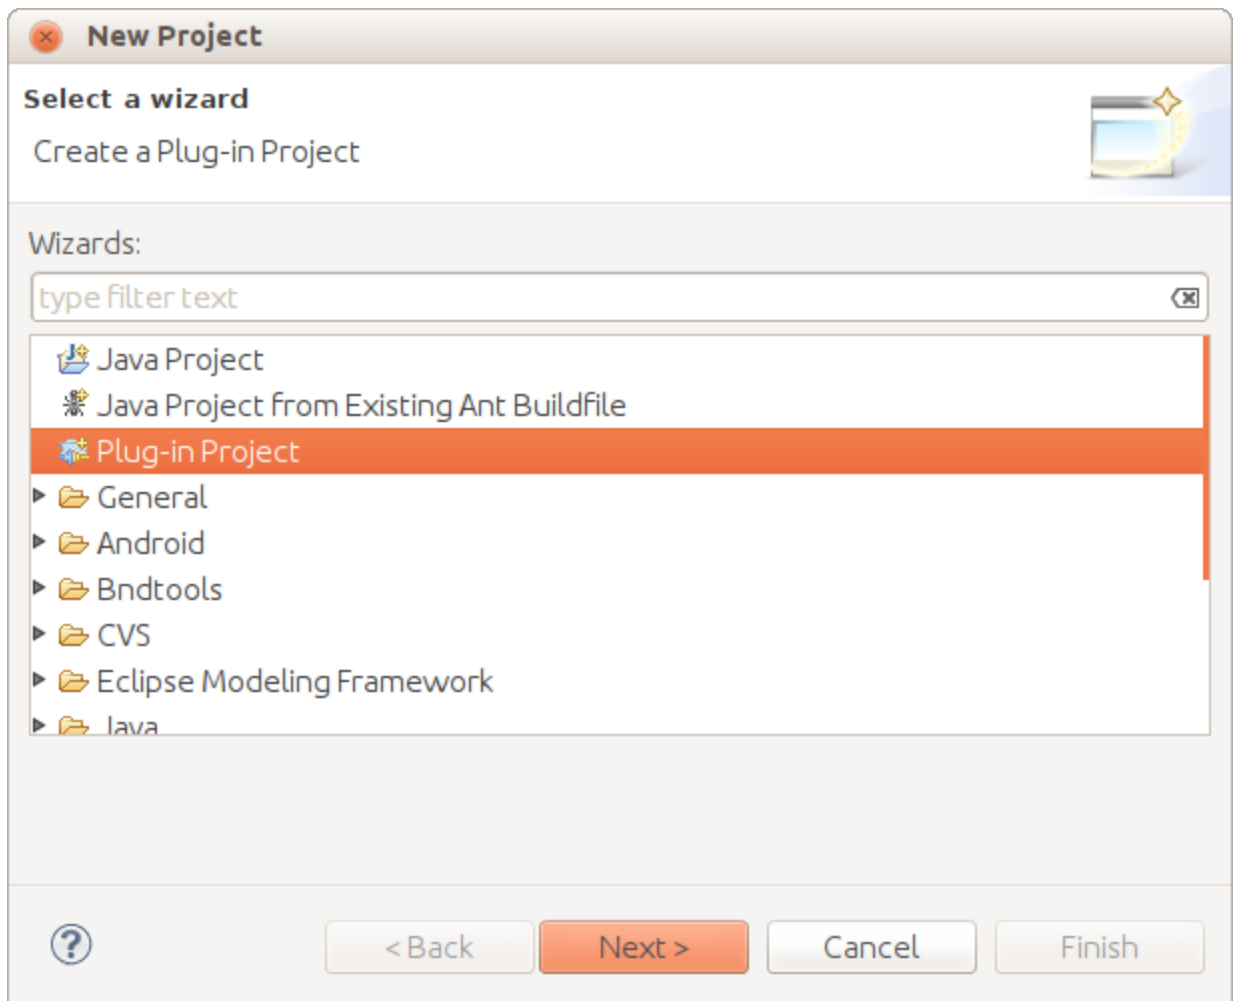 New Project
Select a wizard
Create a Plug-in Project
Wizards:
type filter text
Java Project
Java Project from Existing Ant Buildfile
Plug-in Project
General
Android
Bndtools
CVS
Eclipse Modeling Framework
Java
?
< Back Next > Cancel Finish